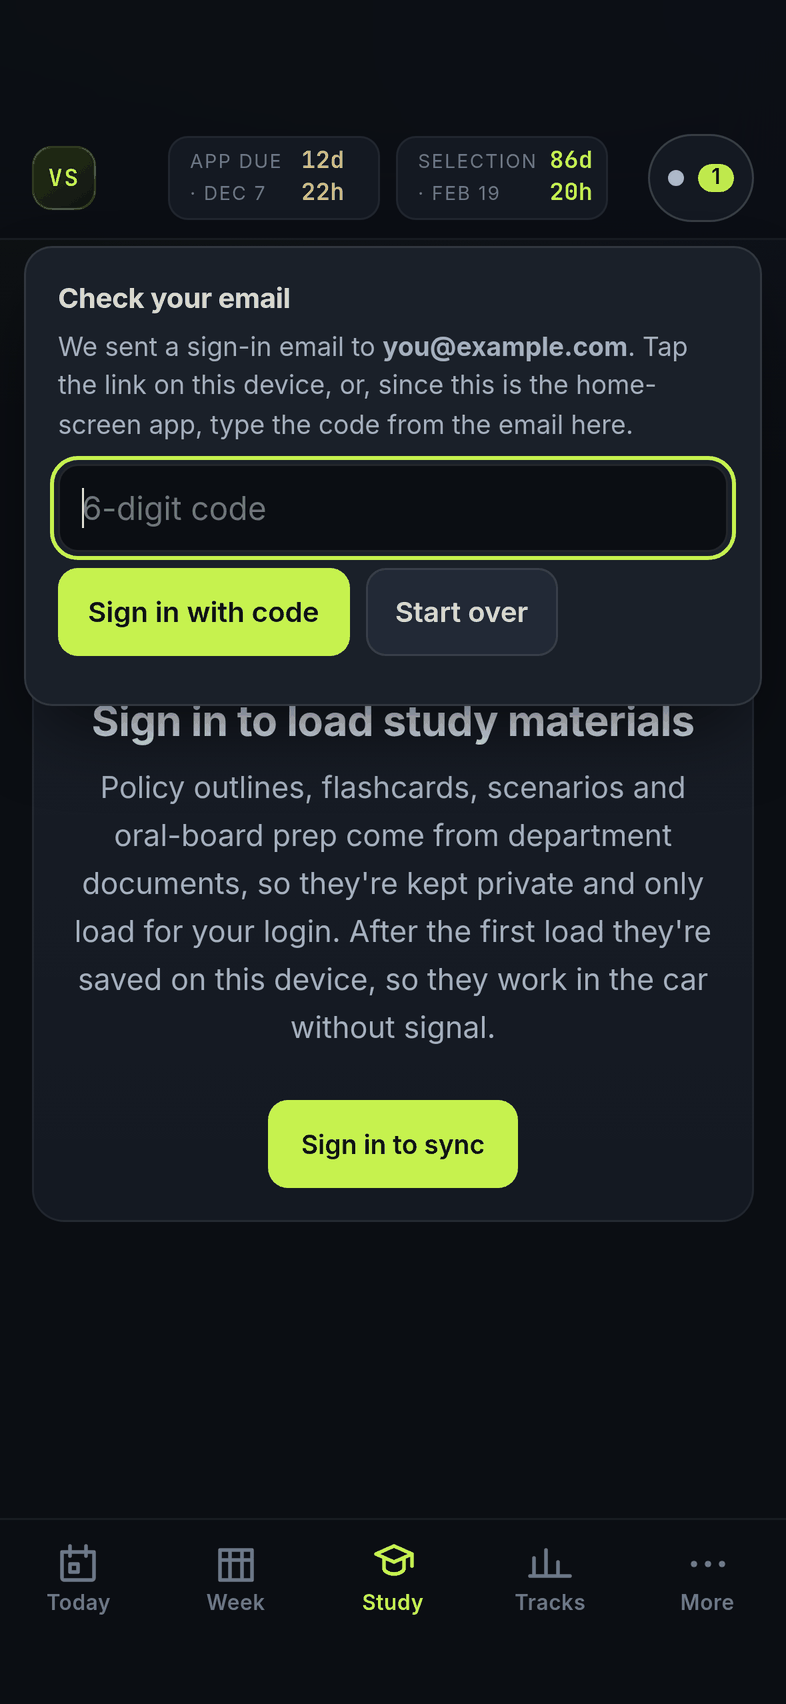 VS
APP DUE 12d
· DEC 7 22h
SELECTION 86d
· FEB 19 20h
1
Check your email
We sent a sign-in email to you@example.com. Tap
the link on this device, or, since this is the home-
screen app, type the code from the email here.
6-digit code
Sign in with code
Start over
Sign in to load study materials
Policy outlines, flashcards, scenarios and
oral-board prep come from department
documents, so they're kept private and only
load for your login. After the first load they're
saved on this device, so they work in the car
without signal.
Sign in to sync
Today
Week
Study
Tracks
More